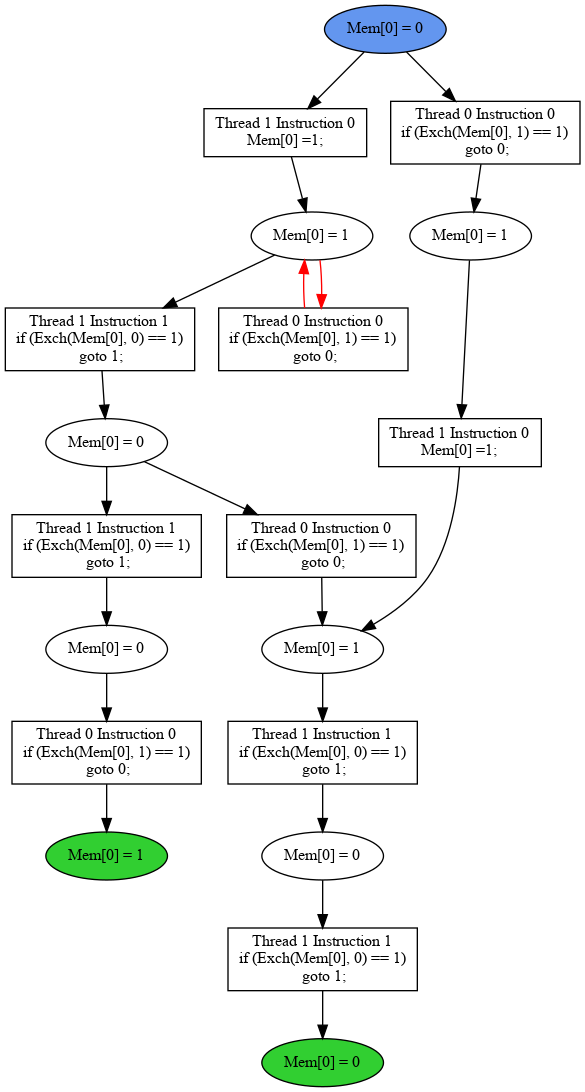 Mem[0] = 0
Thread 1 Instruction 0
Mem[0] =1;
Thread 0 Instruction 0
if (Exch(Mem[0], 1) == 1)
goto 0;
Mem[0] = 1
Mem[0] = 1
Thread 1 Instruction 1
if (Exch(Mem[0], 0) == 1)
goto 1;
Thread 0 Instruction 0
if (Exch(Mem[0], 1) == 1)
goto 0;
Mem[0] = 0
Thread 1 Instruction 0
Mem[0] =1;
Thread 1 Instruction 1
if (Exch(Mem[0], 0) == 1)
goto 1;
Thread 0 Instruction 0
if (Exch(Mem[0], 1) == 1)
goto 0;
Mem[0] = 0
Mem[0] = 1
Thread 0 Instruction 0
if (Exch(Mem[0], 1) == 1)
goto 0;
Thread 1 Instruction 1
if (Exch(Mem[0], 0) == 1)
goto 1;
Mem[0] = 1
Mem[0] = 0
Thread 1 Instruction 1
if (Exch(Mem[0], 0) == 1)
goto 1;
Mem[0] = 0